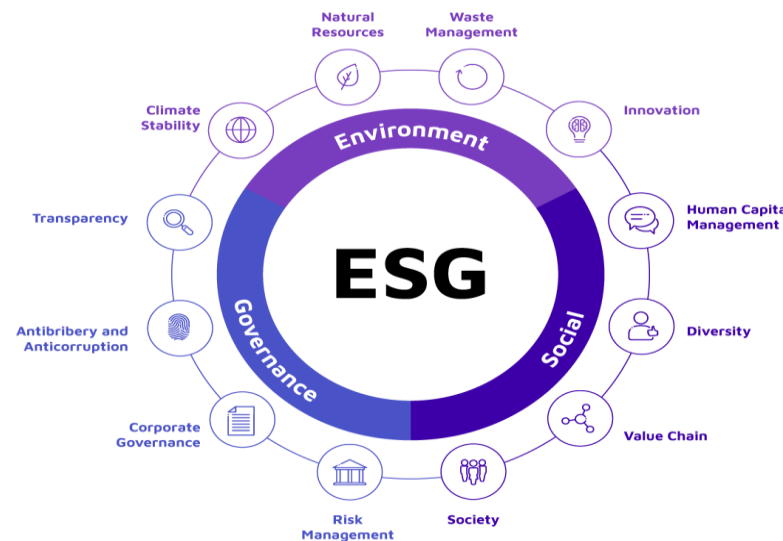 Natural
Resources
Waste
Management
Climate
Stability
Innovation
Environment
Transparency
Human Capita
Management
ESG
Antibribery and
Anticorruption
Governance
Social
Diversity
Corporate
Governance
Value Chain
Risk
Management
Society